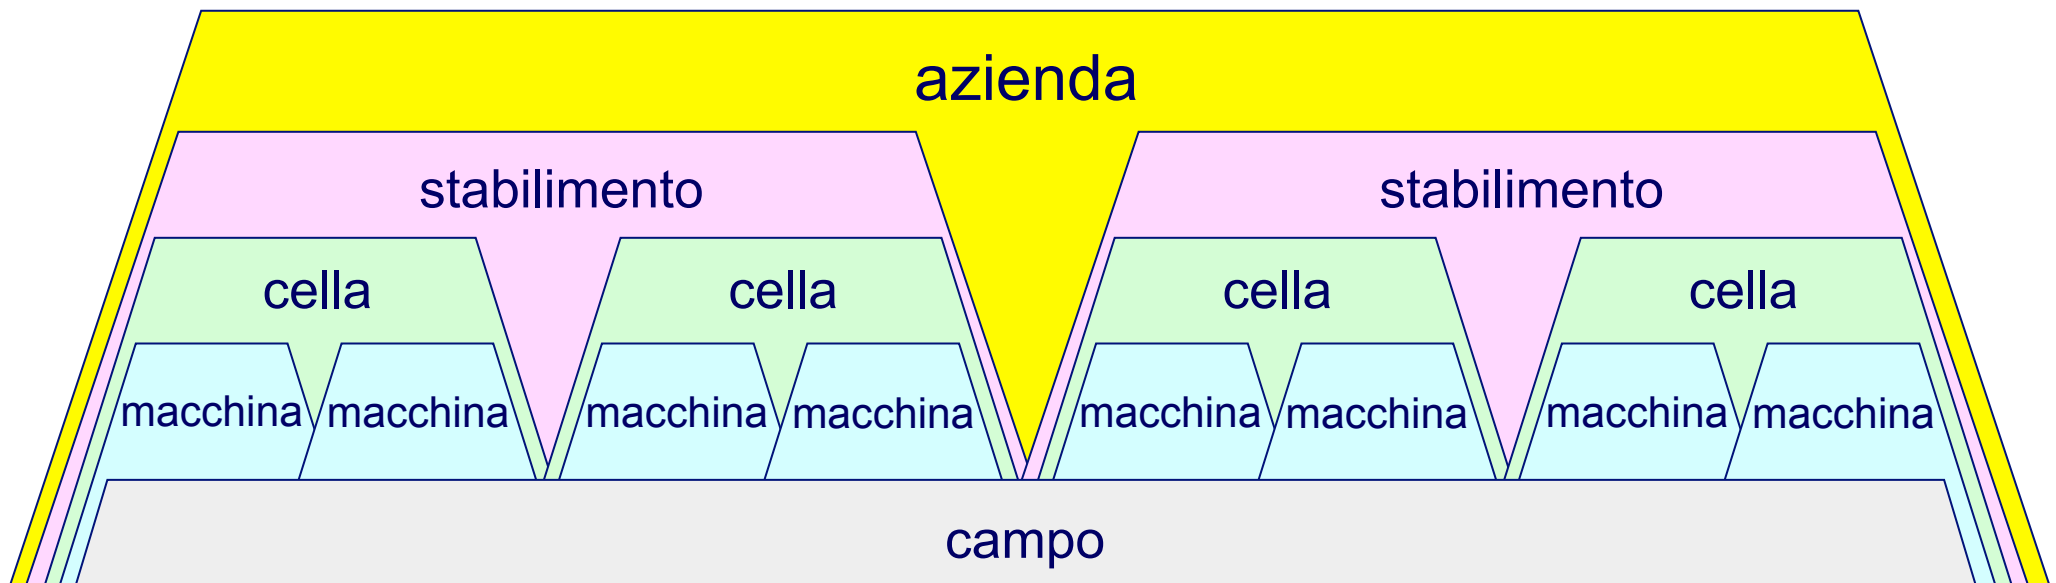 azienda
stabilimento stabilimento
cella cella cella cella
macchina macchina macchina macchina macchina macchina macchina macchina
campo